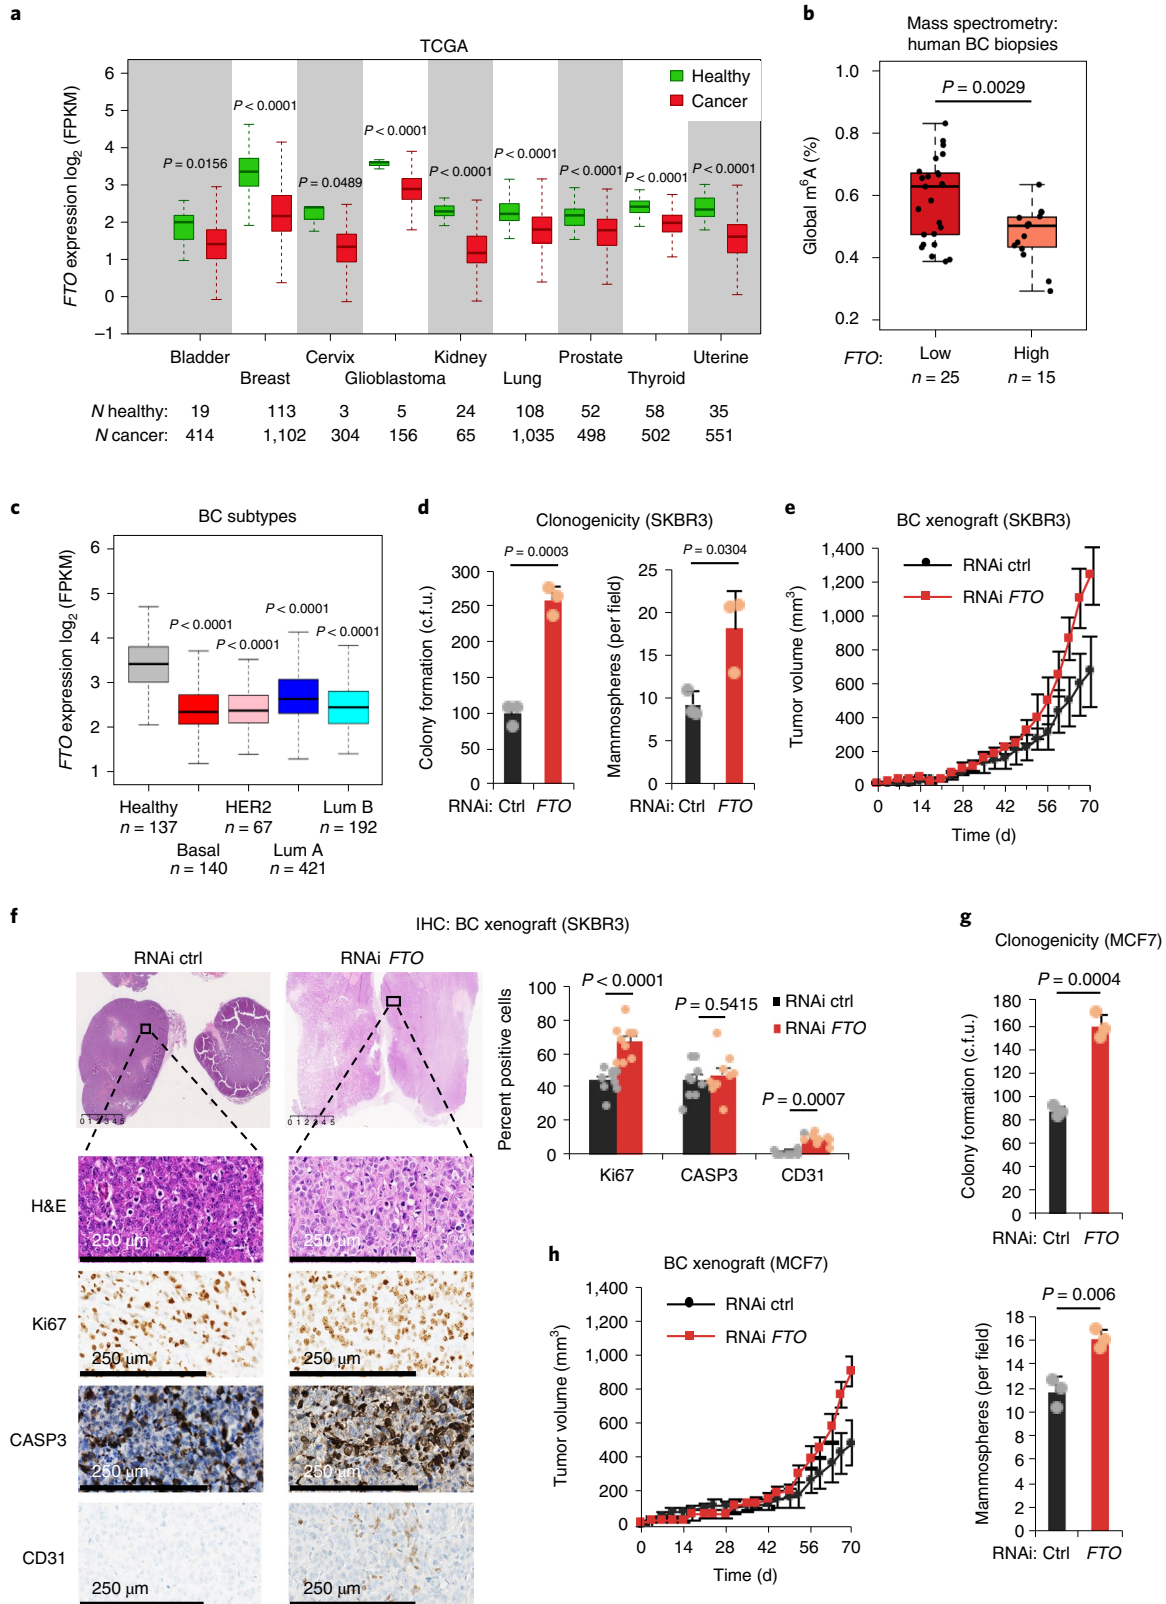 a
TCGA
FTO expression log2 (FPKM)
6
5
4
3
2
1
0
–1
Healthy
Cancer
P = 0.0156
P < 0.0001
P = 0.0489
P < 0.0001
P < 0.0001
P < 0.0001
P < 0.0001
P < 0.0001
P < 0.0001
Bladder Cervix Kidney Prostate Uterine
Breast Glioblastoma Lung Thyroid
N healthy: 19 113 3 5 24 108 52 58 35
N cancer: 414 1,102 304 156 65 1,035 498 502 551
b
Mass spectrometry:
human BC biopsies
Global m6A (%)
1.0
0.8
0.6
0.4
0.2
P = 0.0029
FTO: Low High
n = 25 n = 15
c
BC subtypes
FTO expression log2 (FPKM)
6
5
4
3
2
1
P < 0.0001
P < 0.0001
P < 0.0001
P < 0.0001
Healthy HER2 Lum B
n = 137 n = 67 n = 192
Basal Lum A
n = 140 n = 421
d
Clonogenicity (SKBR3)
P = 0.0003
Colony formation (c.f.u.)
300
250
200
150
100
50
0
RNAi: Ctrl FTO
P = 0.0304
Mammospheres (per field)
25
20
15
10
5
0
RNAi: Ctrl FTO
e
BC xenograft (SKBR3)
Tumor volume (mm3)
1,400
1,200
1,000
800
600
400
200
0
RNAi ctrl
RNAi FTO
0 14 28 42 56 70
Time (d)
f
IHC: BC xenograft (SKBR3)
RNAi ctrl RNAi FTO
0 1 2 3 4 5
0 1 2 3 4 5
H&E
250 µm 250 µm
Ki67
250 µm 250 µm
CASP3
250 µm 250 µm
CD31
250 µm 250 µm
Percent positive cells
100
80
60
40
20
0
P < 0.0001
P = 0.5415
P = 0.0007
RNAi ctrl
RNAi FTO
Ki67 CASP3 CD31
g
Clonogenicity (MCF7)
P = 0.0004
Colony formation (c.f.u.)
180
160
140
120
100
80
60
40
20
0
RNAi: Ctrl FTO
P = 0.006
Mammospheres (per field)
18
16
14
12
10
8
6
4
2
0
RNAi: Ctrl FTO
h
BC xenograft (MCF7)
Tumor volume (mm3)
1,400
1,200
1,000
800
600
400
200
0
RNAi ctrl
RNAi FTO
0 14 28 42 56 70
Time (d)